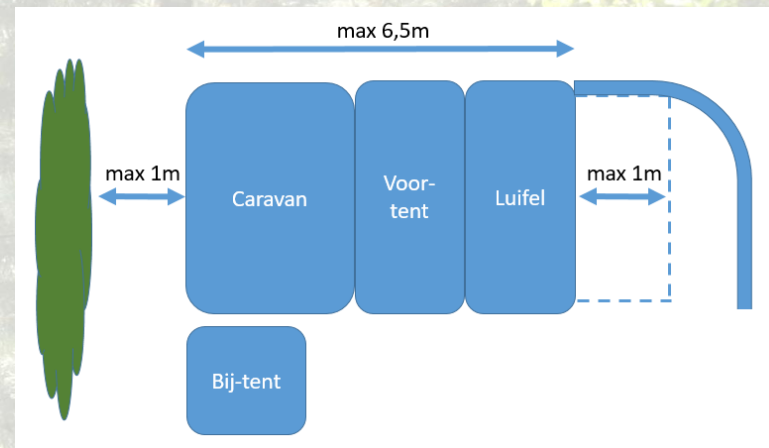 max 6,5m
max 1m
Caravan
Voor-
tent
Luifel
max 1m
Bij-tent